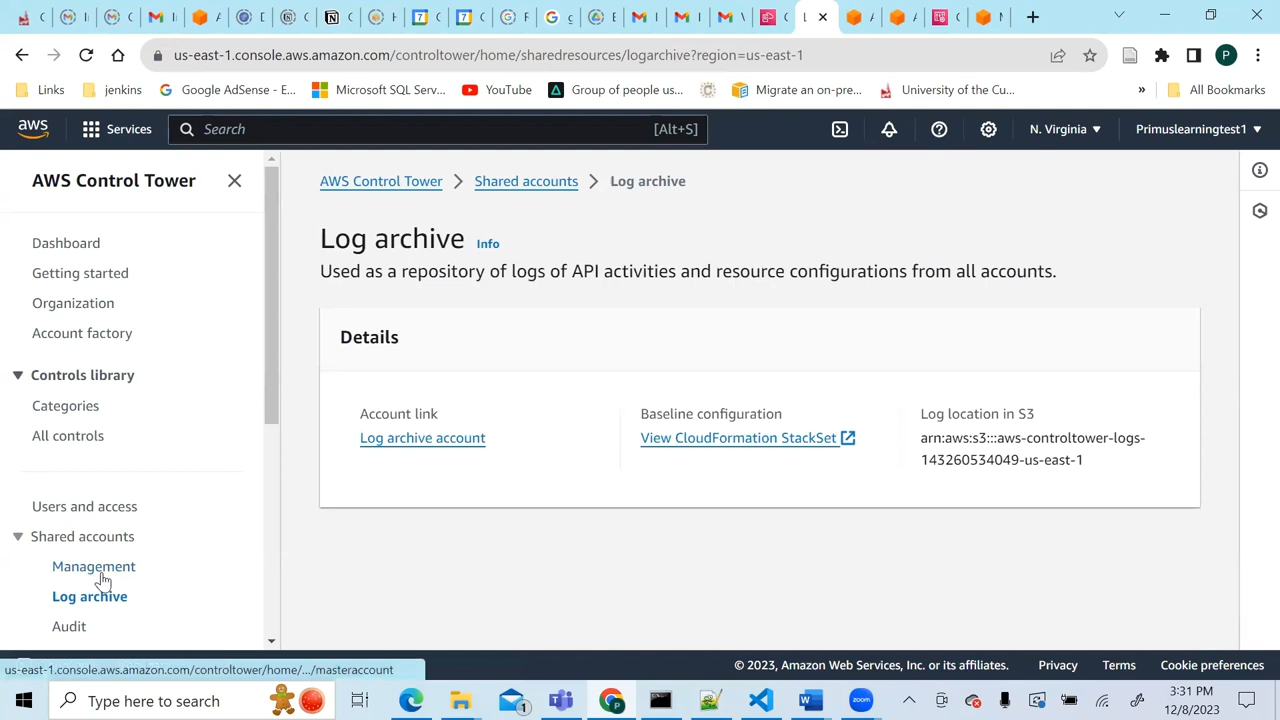 us-east-1.console.aws.amazon.com/controltower/home/sharedresources/logarchive?region=us-east-1
P
Links
jenkins
Google AdSense - E...
Microsoft SQL Serv...
YouTube
Group of people us...
Migrate an on-pre...
University of the Cu...
»
All Bookmarks
aws
Services
Search
[Alt+S]
N. Virginia
Primuslearningtest1
AWS Control Tower
Dashboard
Getting started
Organization
Account factory
Controls library
Categories
All controls
Users and access
Shared accounts
Management
Log archive
Audit
AWS Control Tower
Shared accounts
Log archive
Log archive Info
Used as a repository of logs of API activities and resource configurations from all accounts.
Details
Account link
Log archive account
Baseline configuration
View CloudFormation StackSet
Log location in S3
arn:aws:s3:::aws-controltower-logs-
143260534049-us-east-1
us-east-1.console.aws.amazon.com/controltower/home/.../masteraccount
© 2023, Amazon Web Services, Inc. or its affiliates.
Privacy
Terms
Cookie preferences
Type here to search
1
zoom
3:31 PM
12/8/2023